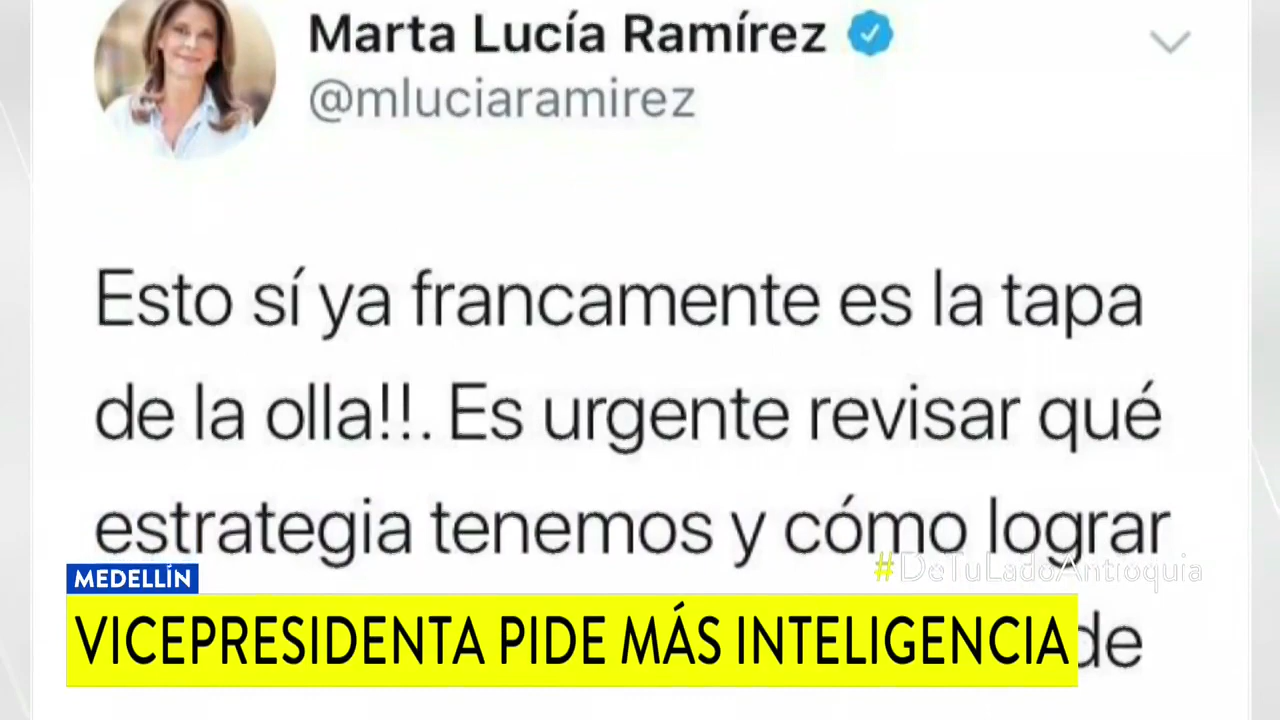 Marta Lucía Ramírez
@mluciaramirez
Esto sí ya francamente es la tapa
de la olla!!. Es urgente revisar qué
estrategia tenemos y cómo lograr
#DeTuLadoAntioquia
MEDELLÍN
VICEPRESIDENTA PIDE MÁS INTELIGENCIA
de